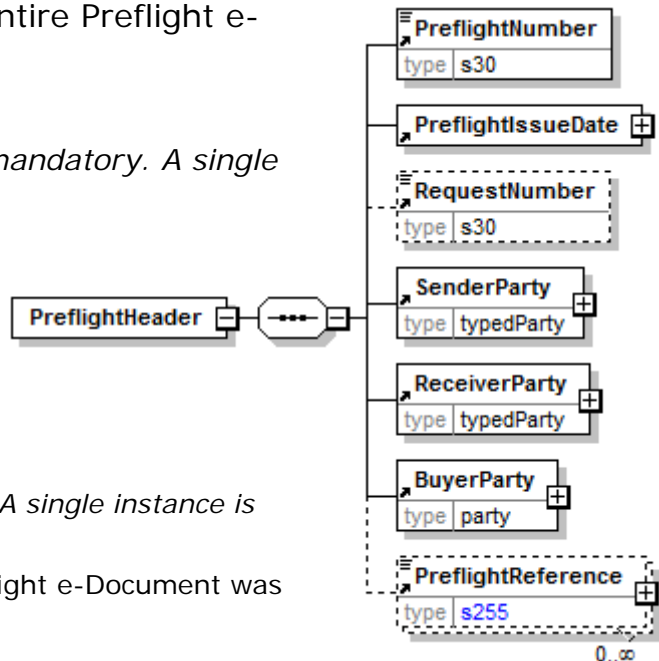 ntire Preflight e-
nandatory. A single
A single instance is
ight e-Document was
PreflightHeader
PreflightNumber
type s30
PreflightIssueDate
RequestNumber
type s30
SenderParty
type typedParty
ReceiverParty
type typedParty
BuyerParty
type party
PreflightReference
type s255
0..∞